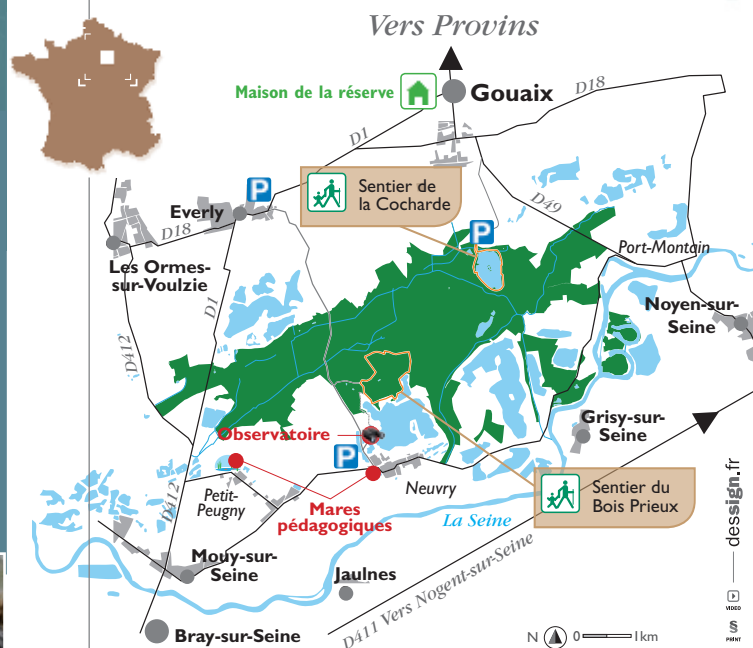 Vers Provins
Maison de la réserve
Gouaix
D18
D1
P
Sentier de
la Cocharde
Everly
D18
D49
P
Port-Montain
Les Ormes-
sur-Voulzie
D1
Noyen-sur-
Seine
D412
Observatoire
Grisy-sur-
Seine
P
D412
Petit-
Peugny
Neuvry
Mares
pédagogiques
La Seine
Sentier du
Bois Prieux
Mouy-sur-
Seine
Jaulnes
D411 Vers Nogent-sur-Seine
Bray-sur-Seine
N 0 1km
dessign.fr
VIDEO
§
PRINT